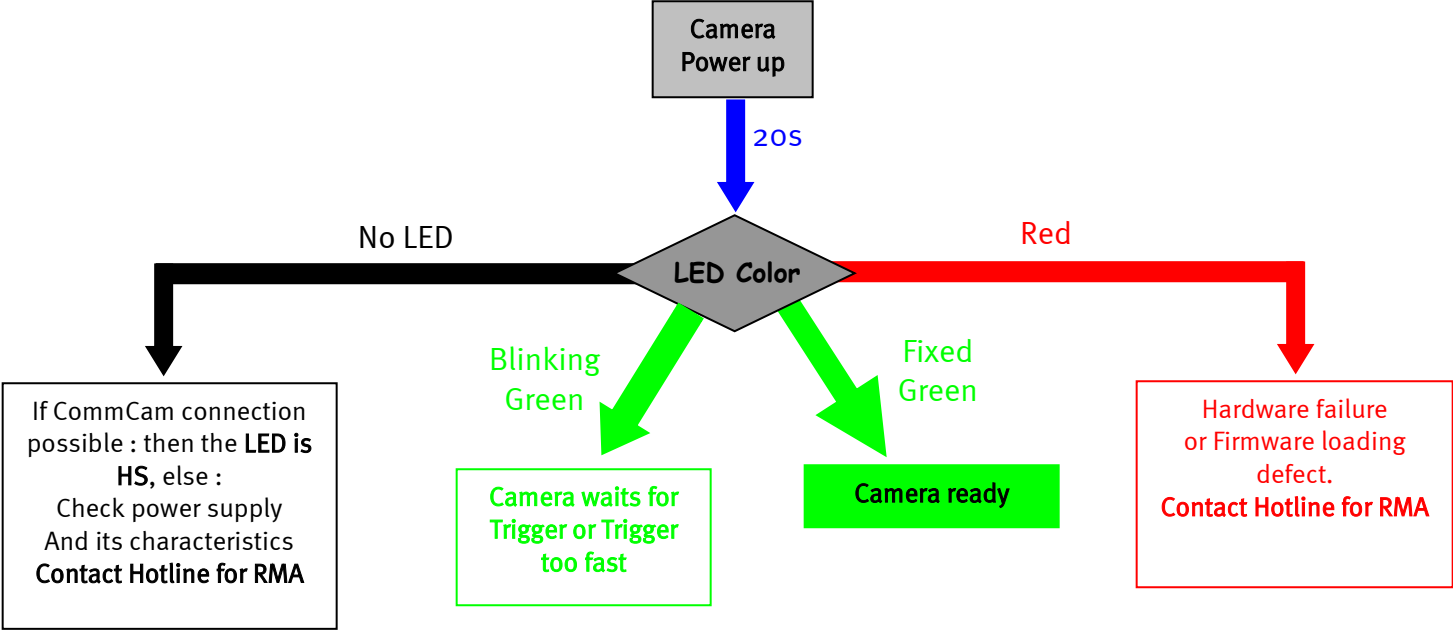 Camera
Power up
20s
No LED
Red
LED Color
Blinking
Green
Fixed
Green
If CommCam connection
possible : then the LED is
HS, else :
Check power supply
And its characteristics
Contact Hotline for RMA
Camera waits for
Trigger or Trigger
too fast
Camera ready
Hardware failure
or Firmware loading
defect.
Contact Hotline for RMA